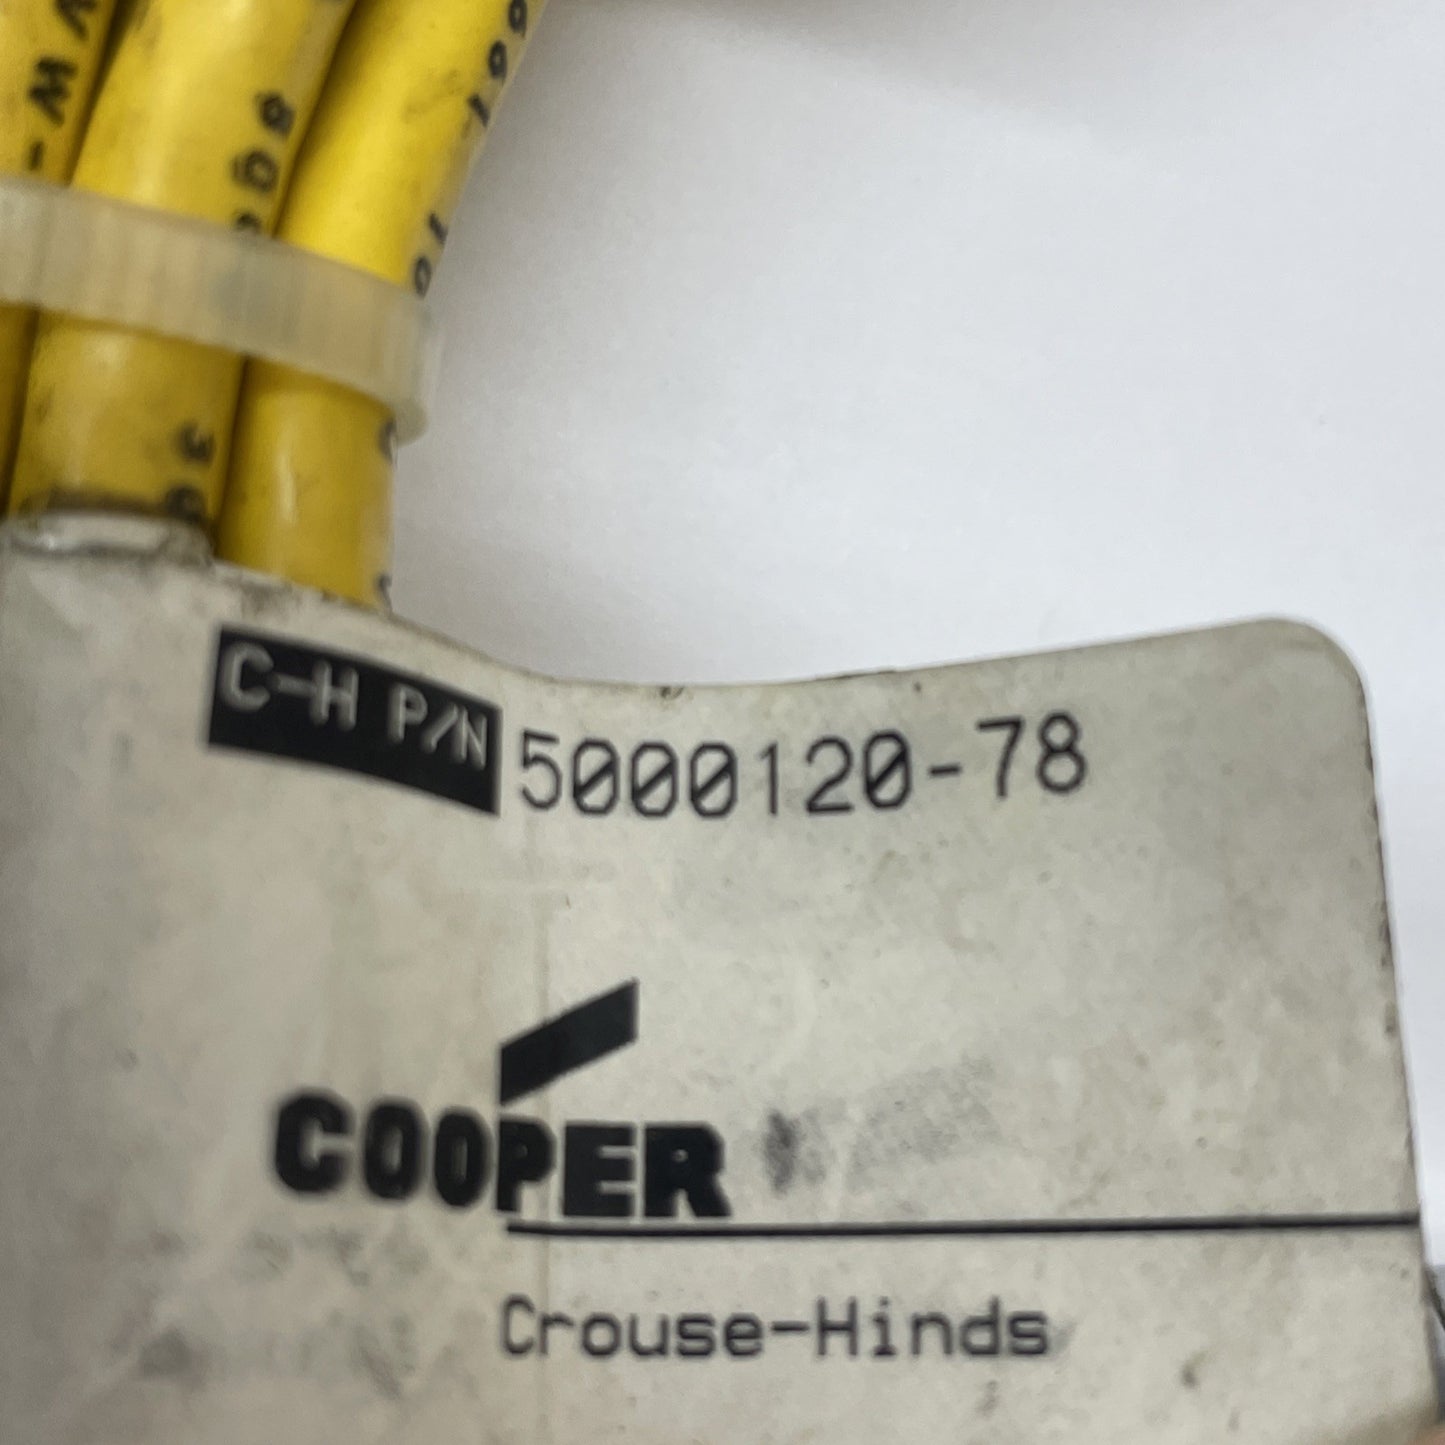 C-H P/N 5000120-78
COOPER
Crouse-Hinds